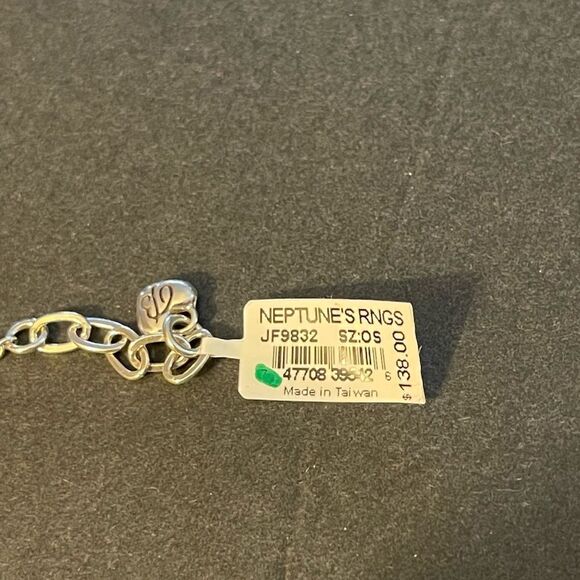 NEPTUNE'S RNGS
JF9832 SZ:OS
47708 39542 6
Made in Taiwan
$138.00